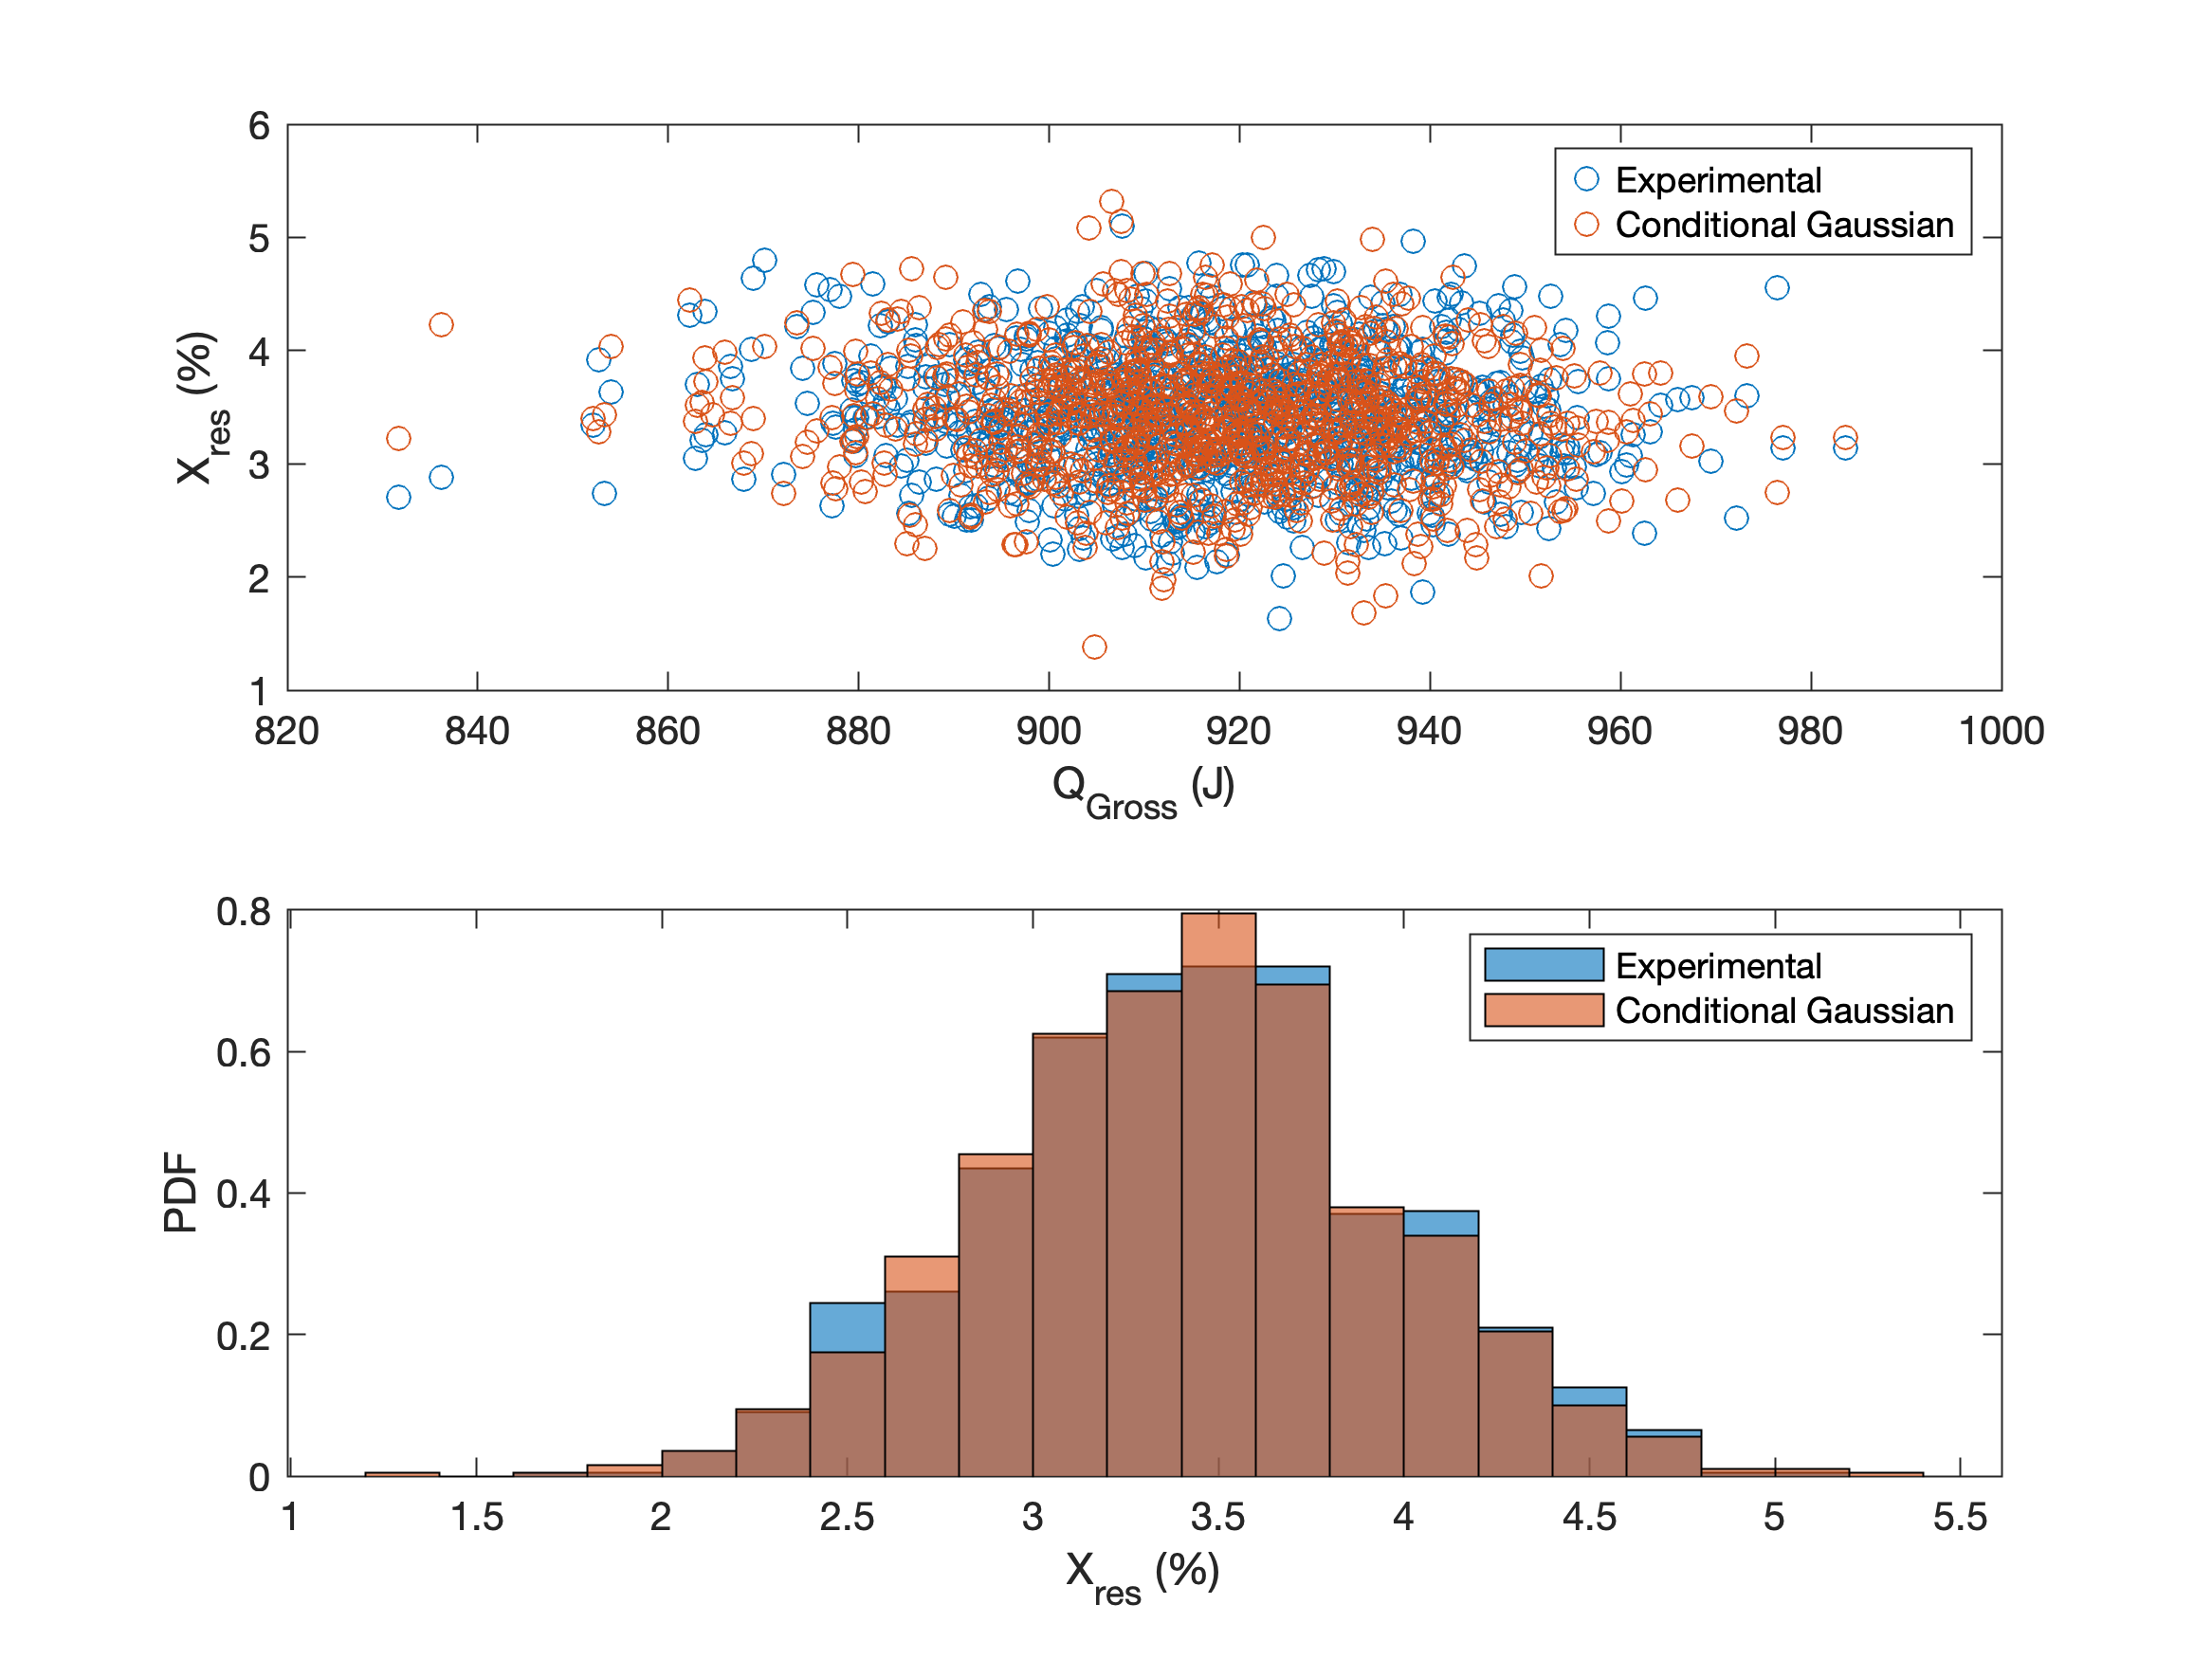 6
5
4
3
2
1
X_res (%)
Experimental
Conditional Gaussian
820 840 860 880 900 920 940 960 980 1000
Q_Gross (J)
0.8
0.6
0.4
0.2
0
PDF
Experimental
Conditional Gaussian
1 1.5 2 2.5 3 3.5 4 4.5 5 5.5
X_res (%)